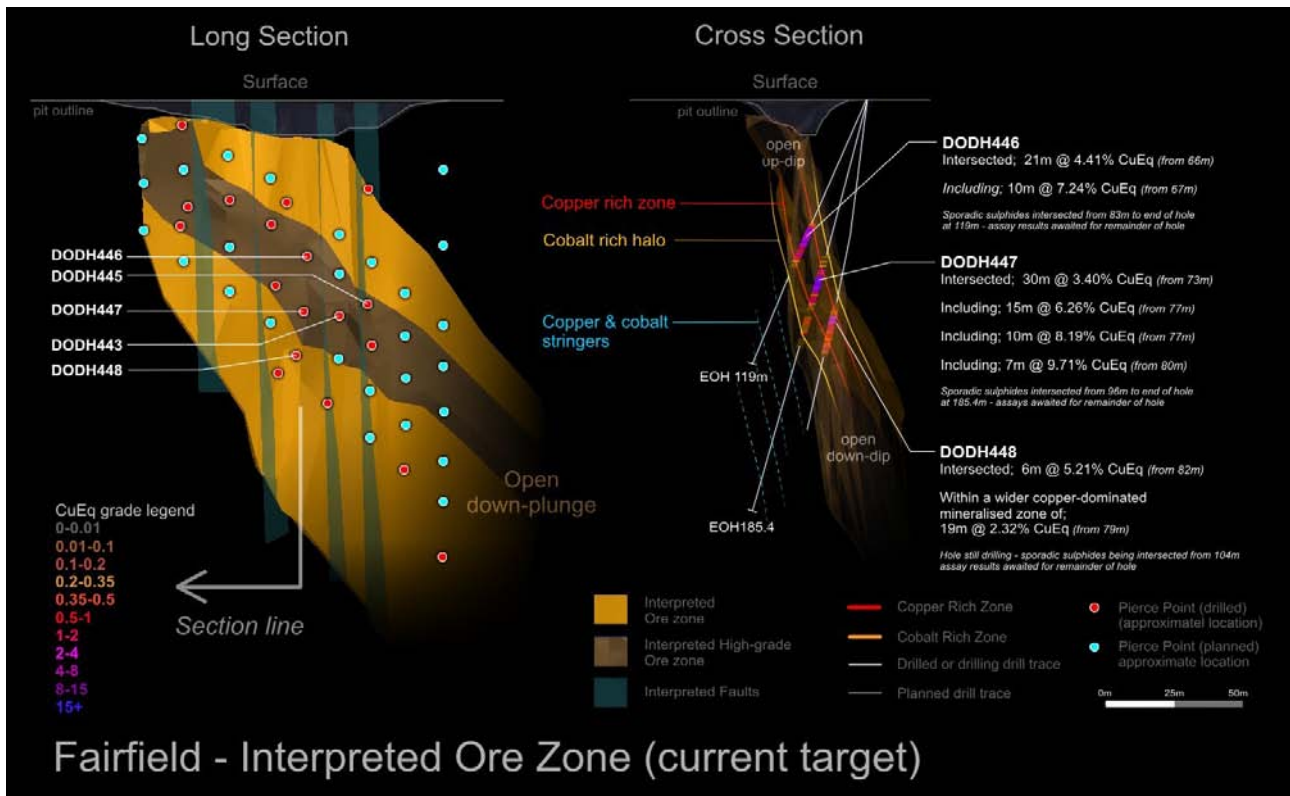 Long Section
Surface
pit outline
DODH446
DODH445
DODH447
DODH443
DODH448
Open
down-plunge
CuEq grade legend
0-0.01
0.01-0.1
0.1-0.2
0.2-0.35
0.35-0.5
0.5-1
1-2
2-4
4-8
8-15
15+
Section line
Cross Section
Surface
pit outline
open
up-dip
Copper rich zone
Cobalt rich halo
Copper & cobalt
stringers
EOH 119m
EOH185.4
open
down-dip
DODH446
Intersected; 21m @ 4.41% CuEq (from 66m)
Including; 10m @ 7.24% CuEq (from 67m)
Sporadic sulphides intersected from 83m to end of hole
at 119m - assay results awaited for remainder of hole
DODH447
Intersected; 30m @ 3.40% CuEq (from 73m)
Including; 15m @ 6.26% CuEq (from 77m)
Including; 10m @ 8.19% CuEq (from 77m)
Including; 7m @ 9.71% CuEq (from 80m)
Sporadic sulphides intersected from 96m to end of hole
at 185.4m - assays awaited for remainder of hole
DODH448
Intersected; 6m @ 5.21% CuEq (from 82m)
Within a wider copper-dominated
mineralised zone of;
19m @ 2.32% CuEq (from 79m)
Hole still drilling - sporadic sulphides being intersected from 104m
assay results awaited for remainder of hole
Interpreted
Ore zone
Interpreted High-grade
Ore zone
Interpreted Faults
Copper Rich Zone
Cobalt Rich Zone
Drilled or drilling drill trace
Planned drill trace
Pierce Point (drilled)
(approximatel location)
Pierce Point (planned)
approximate location
0m 25m 50m
Fairfield - Interpreted Ore Zone (current target)